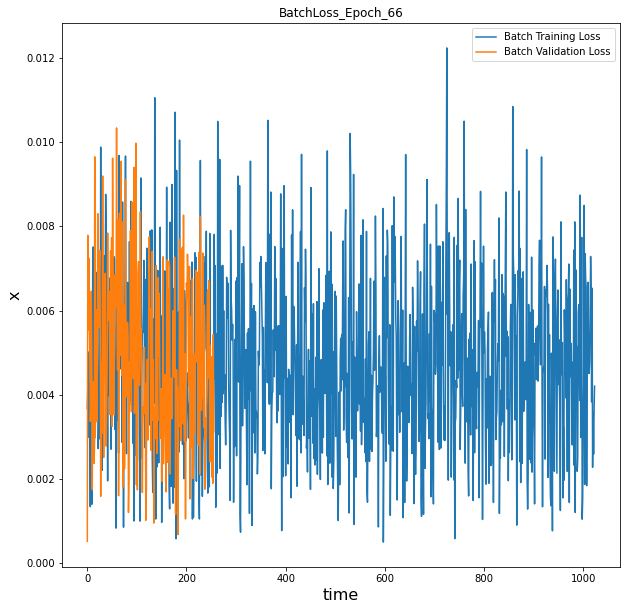 BatchLoss_Epoch_66
Batch Training Loss
Batch Validation Loss
0.012
0.010
0.008
0.006
0.004
0.002
0.000
x
0 200 400 600 800 1000
time